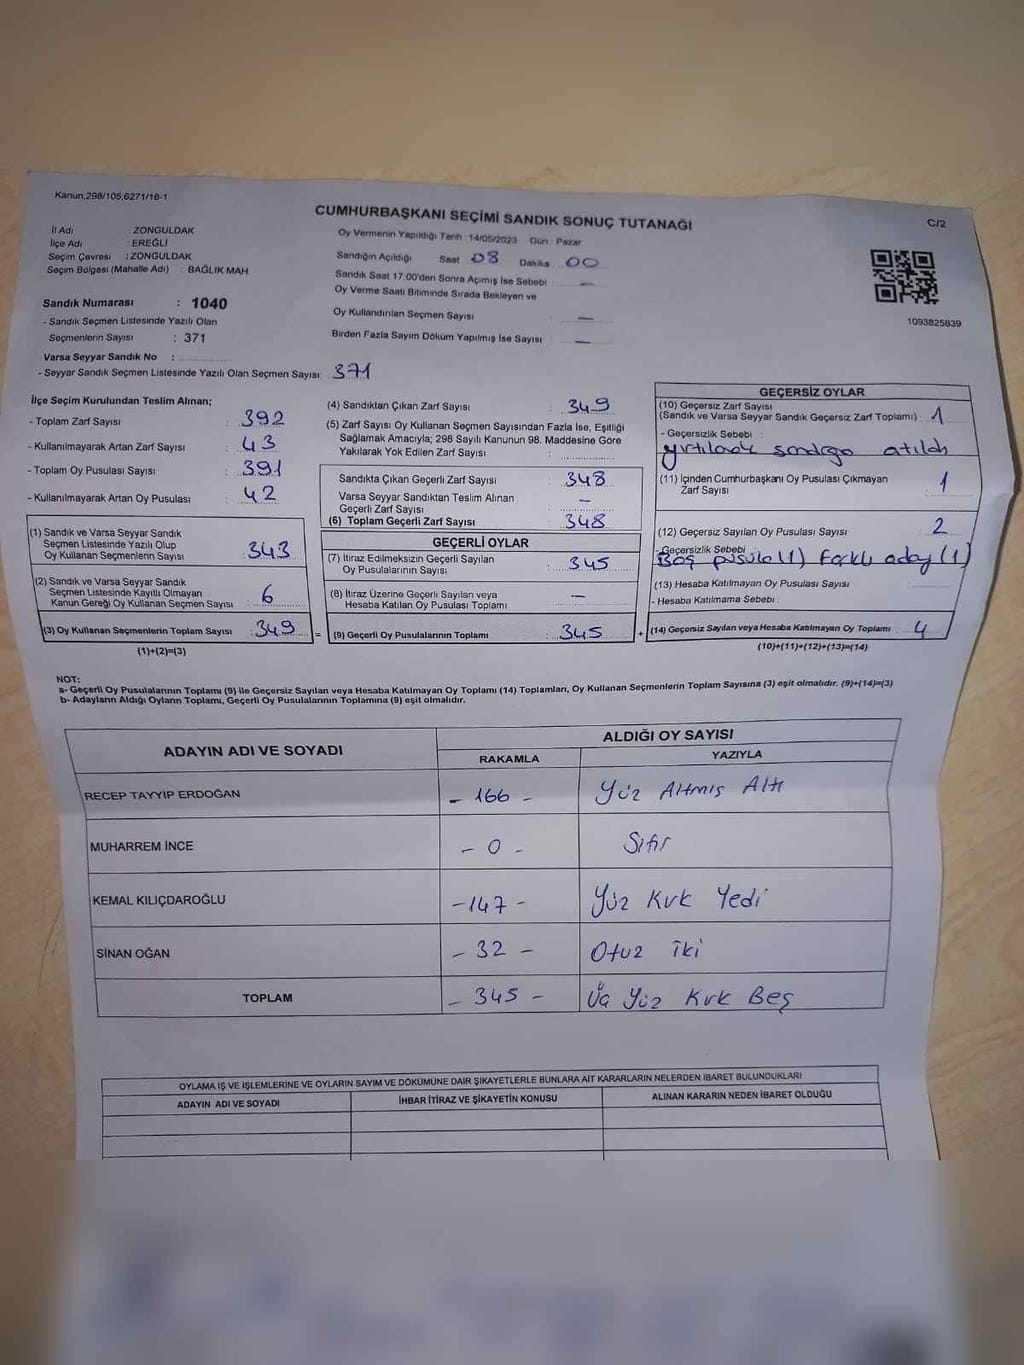 Kanun,298/105;6271/18-1
CUMHURBAŞKANI SEÇİMİ SANDIK SONUÇ TUTANAĞI
C/2
İl Adı : ZONGULDAK
İlçe Adı : EREĞLİ
Seçim Çevresi : ZONGULDAK
Seçim Bölgesi (Mahalle Adı) : BAĞLIK MAH.
Sandık Numarası : 1040
- Sandık Seçmen Listesinde Yazılı Olan
Seçmenlerin Sayısı : 371
Varsa Seyyar Sandık No :
- Seyyar Sandık Seçmen Listesinde Yazılı Olan Seçmen Sayısı: 371
Oy Vermenin Yapıldığı Tarih : 14/05/2023 Gün : Pazar
Sandığın Açıldığı Saat 08 Dakika 00
Sandık Saat 17:00'den Sonra Açımış İse Sebebi : —
Oy Verme Saati Bitiminde Sırada Bekleyen ve
Oy Kullandırılan Seçmen Sayısı : —
Birden Fazla Sayım Döküm Yapılmış İse Sayısı : —
1093825639
İlçe Seçim Kurulundan Teslim Alınan;
- Toplam Zarf Sayısı : 392
- Kullanılmayarak Artan Zarf Sayısı : 43
- Toplam Oy Pusulası Sayısı : 391
- Kullanılmayarak Artan Oy Pusulası : 42
(1) Sandık ve Varsa Seyyar Sandık
Seçmen Listesinde Yazılı Olup
Oy Kullanan Seçmenlerin Sayısı : 343
(2) Sandık ve Varsa Seyyar Sandık
Seçmen Listesinde Kayıtlı Olmayan
Kanun Gereği Oy Kullanan Seçmen Sayısı : 6
(3) Oy Kullanan Seçmenlerin Toplam Sayısı : 349
(1)+(2)=(3)
(4) Sandıktan Çıkan Zarf Sayısı : 349
(5) Zarf Sayısı Oy Kullanan Seçmen Sayısından Fazla İse, Eşitliği
Sağlamak Amacıyla; 298 Sayılı Kanunun 98. Maddesine Göre
Yakılarak Yok Edilen Zarf Sayısı :
Sandıkta Çıkan Geçerli Zarf Sayısı : 348
Varsa Seyyar Sandıktan Teslim Alınan
Geçerli Zarf Sayısı : —
(6) Toplam Geçerli Zarf Sayısı : 348
GEÇERLİ OYLAR
(7) İtiraz Edilmeksizin Geçerli Sayılan
Oy Pusulalarının Sayısı : 345
(8) İtiraz Üzerine Geçerli Sayılan veya
Hesaba Katılan Oy Pusulası Toplamı : —
= (9) Geçerli Oy Pusulalarının Toplamı : 345 +
GEÇERSİZ OYLAR
(10) Geçersiz Zarf Sayısı
(Sandık ve Varsa Seyyar Sandık Geçersiz Zarf Toplamı) : 1
- Geçersizlik Sebebi :
yırtılarak sandığa atıldı
(11) İçinden Cumhurbaşkanı Oy Pusulası Çıkmayan
Zarf Sayısı : 1
(12) Geçersiz Sayılan Oy Pusulası Sayısı : 2
- Geçersizlik Sebebi
Boş pusula (1) Farklı aday (1)
(13) Hesaba Katılmayan Oy Pusulası Sayısı :
- Hesaba Katılmama Sebebi :
(14) Geçersiz Sayılan veya Hesaba Katılmayan Oy Toplamı : 4
(10)+(11)+(12)+(13)=(14)
NOT:
a- Geçerli Oy Pusulalarının Toplamı (9) ile Geçersiz Sayılan veya Hesaba Katılmayan Oy Toplamı (14) Toplamları, Oy Kullanan Seçmenlerin Toplam Sayısına (3) eşit olmalıdır. (9)+(14)=(3)
b- Adayların Aldığı Oyların Toplamı, Geçerli Oy Pusulalarının Toplamına (9) eşit olmalıdır.
ADAYIN ADI VE SOYADI
ALDIĞI OY SAYISI
RAKAMLA YAZIYLA
RECEP TAYYİP ERDOĞAN - 166 - Yüz Altmış Altı
MUHARREM İNCE - 0 - Sıfır
KEMAL KILIÇDAROĞLU - 147 - Yüz Kırk Yedi
SİNAN OĞAN - 32 - Otuz iki
TOPLAM - 345 - Üç Yüz Kırk Beş
OYLAMA İŞ VE İŞLEMLERİNE VE OYLARIN SAYIM VE DÖKÜMÜNE DAİR ŞİKAYETLERLE BUNLARA AİT KARARLARIN NELERDEN İBARET BULUNDUKLARI
ADAYIN ADI VE SOYADI İHBAR İTİRAZ VE ŞİKAYETİN KONUSU ALINAN KARARIN NEDEN İBARET OLDUĞU